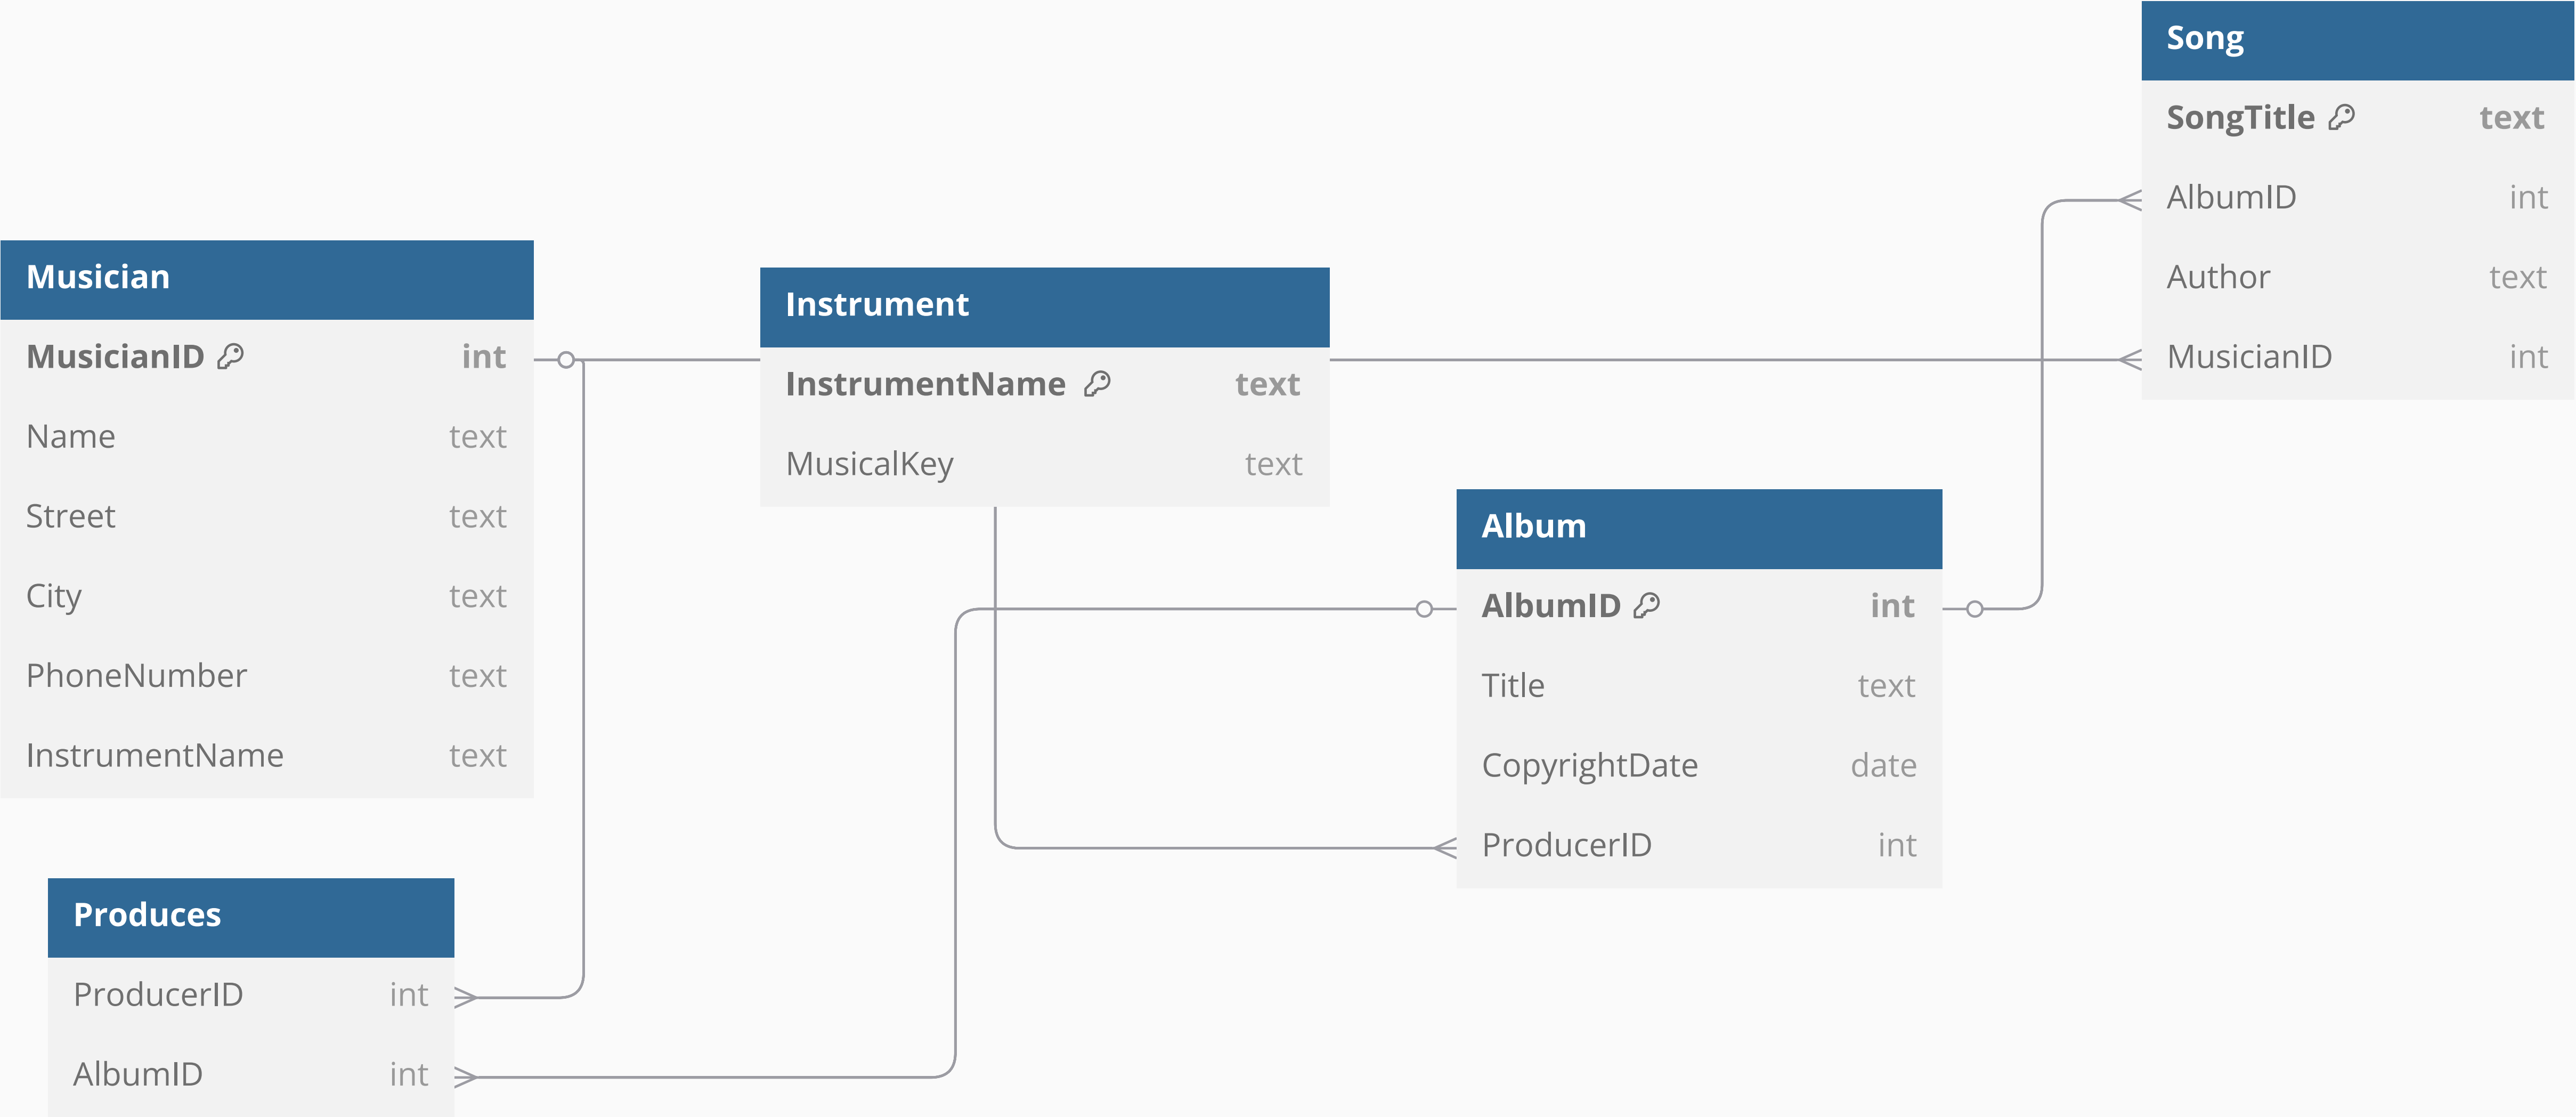 Song
SongTitle text
AlbumID int
Author text
MusicianID int
Musician
MusicianID int
Name text
Street text
City text
PhoneNumber text
InstrumentName text
Instrument
InstrumentName text
MusicalKey text
Album
AlbumID int
Title text
CopyrightDate date
ProducerID int
Produces
ProducerID int
AlbumID int